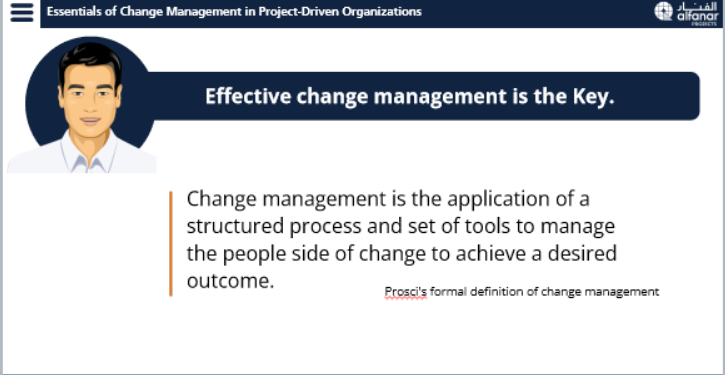 Essentials of Change Management in Project-Driven Organizations
الفنار
alfanar
PROJECTS
Effective change management is the Key.
Change management is the application of a
structured process and set of tools to manage
the people side of change to achieve a desired
outcome.
Prosci's formal definition of change management